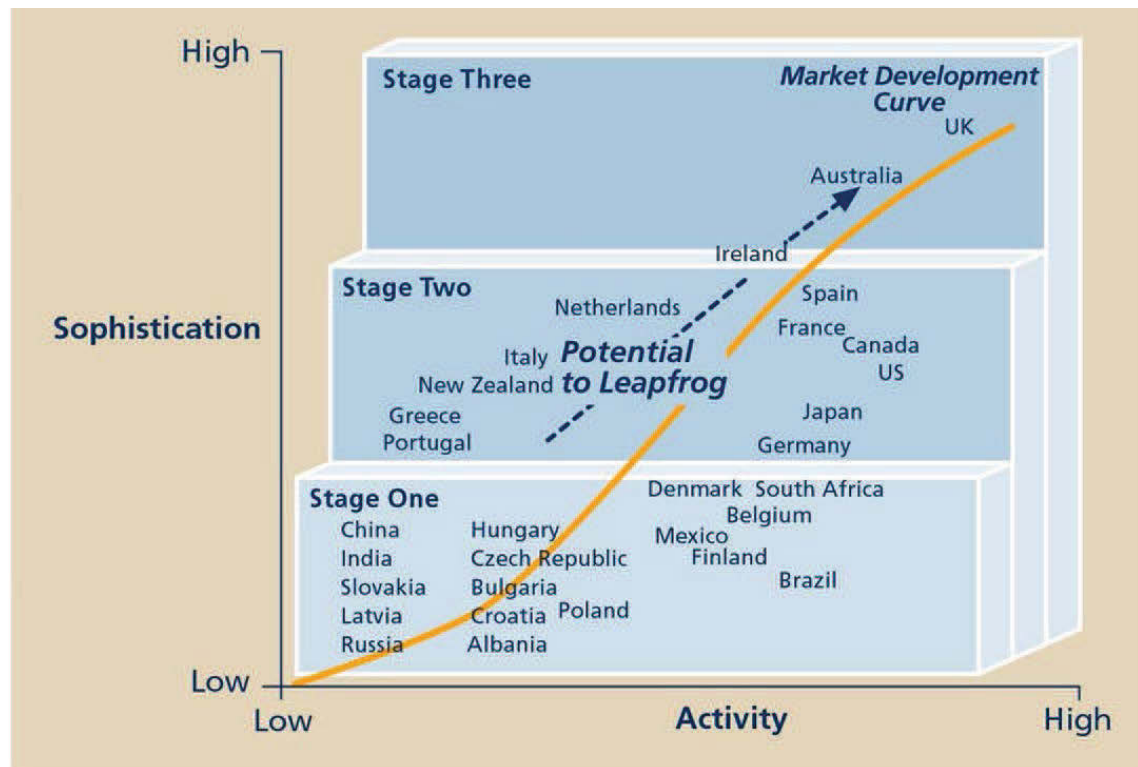 High
Stage Three
Market Development
Curve
UK
Australia
Ireland
Stage Two
Netherlands
Spain
France
Canada
US
Sophistication
Italy
Potential
to Leapfrog
New Zealand
Greece
Portugal
Japan
Germany
Stage One
Denmark
South Africa
Belgium
Mexico
Finland
Brazil
China
India
Slovakia
Latvia
Russia
Hungary
Czech Republic
Bulgaria
Croatia
Albania
Poland
Low
Low
Activity
High